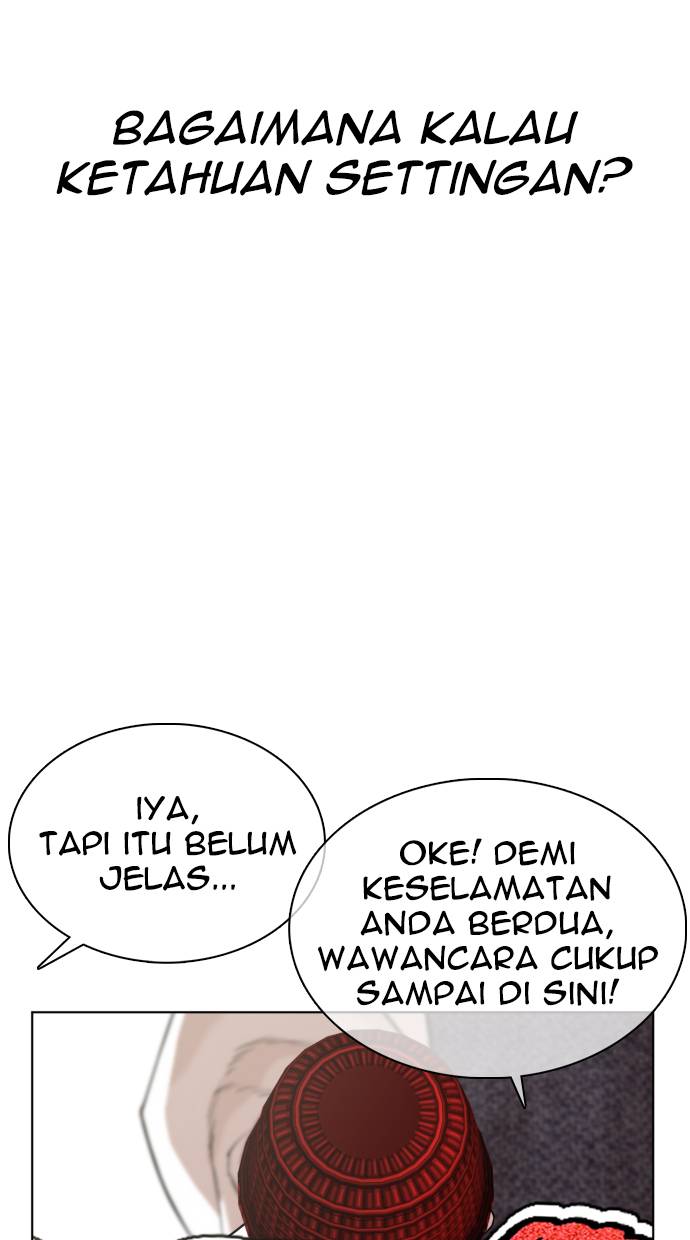 BAGAIMANA KALAU
KETAHUAN SETTINGAN?
IYA,
TAPI ITU BELUM
JELAS...
OKE! DEMI
KESELAMATAN
ANDA BERDUA,
WAWANCARA CUKUP
SAMPAI DI SINI!